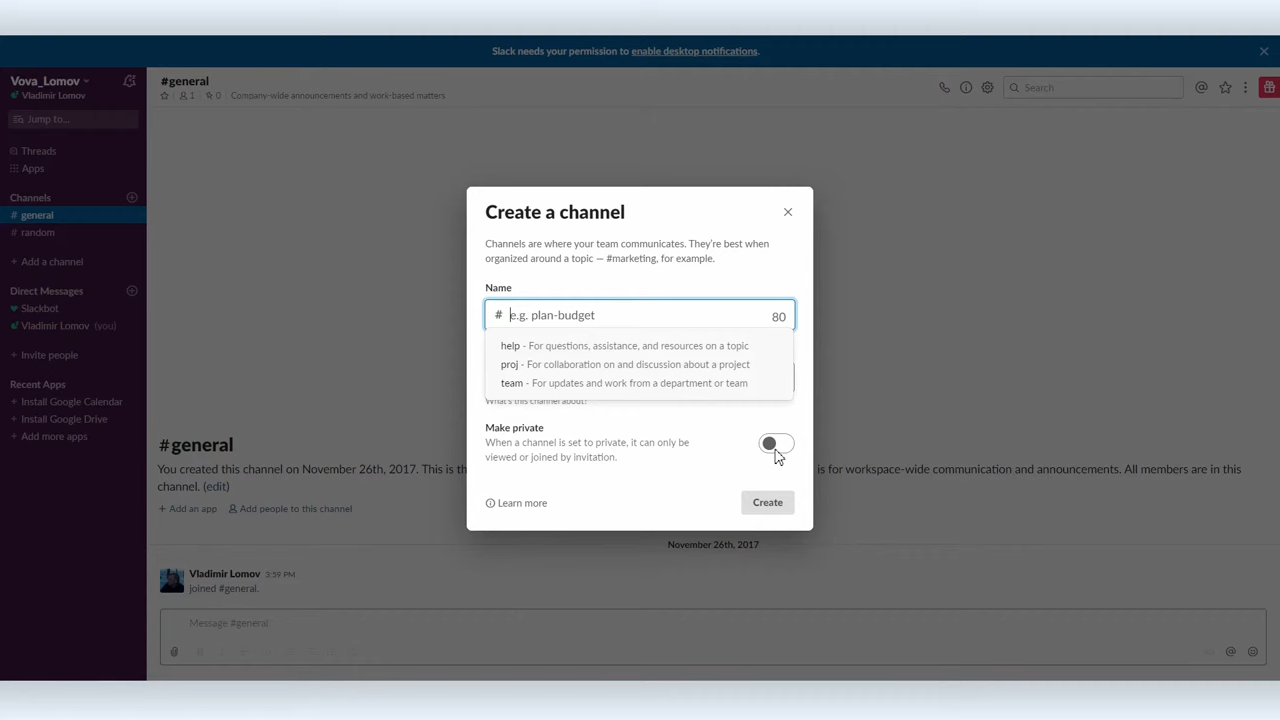 Slack needs your permission to enable desktop notifications.
Vova_Lomov
Vladimir Lomov
Jump to...
Threads
Apps
Channels
# general
# random
+ Add a channel
Direct Messages
Slackbot
Vladimir Lomov (you)
+ Invite people
Recent Apps
+ Install Google Calendar
+ Install Google Drive
+ Add more apps
#general
1 0 Company-wide announcements and work-based matters
Search
Create a channel
Channels are where your team communicates. They're best when
organized around a topic — #marketing, for example.
Name
# e.g. plan-budget 80
help - For questions, assistance, and resources on a topic
proj - For collaboration on and discussion about a project
team - For updates and work from a department or team
What's this channel about?
Make private
When a channel is set to private, it can only be
viewed or joined by invitation.
Learn more
Create
#general
You created this channel on November 26th, 2017. This is th is for workspace-wide communication and announcements. All members are in this
channel. (edit)
+ Add an app Add people to this channel
November 26th, 2017
Vladimir Lomov 3:59 PM
joined #general.
Message #general